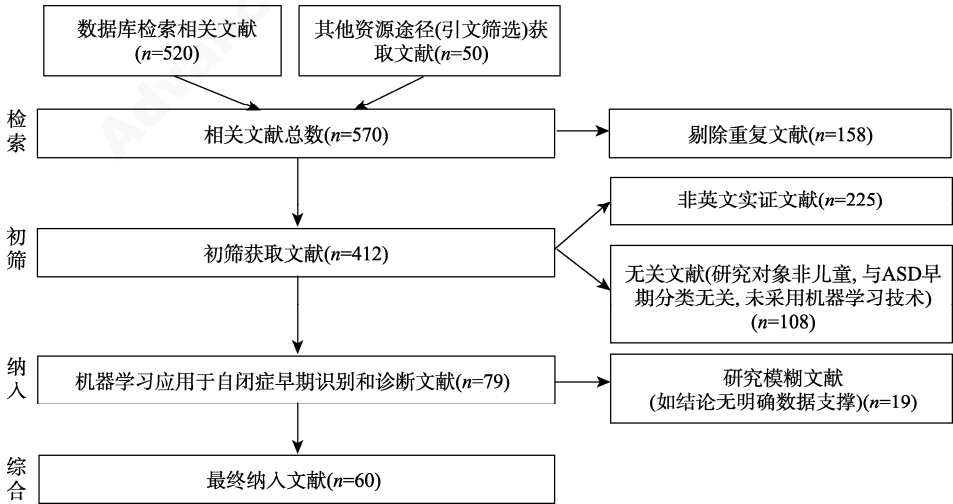 数据库检索相关文献
(n=520)
其他资源途径(引文筛选)获
取文献(n=50)
检
索
相关文献总数(n=570)
剔除重复文献(n=158)
非英文实证文献(n=225)
初
筛
初筛获取文献(n=412)
无关文献(研究对象非儿童, 与ASD早
期分类无关, 未采用机器学习技术)
(n=108)
纳
入
机器学习应用于自闭症早期识别和诊断文献(n=79)
研究模糊文献
(如结论无明确数据支撑)(n=19)
综
合
最终纳入文献(n=60)